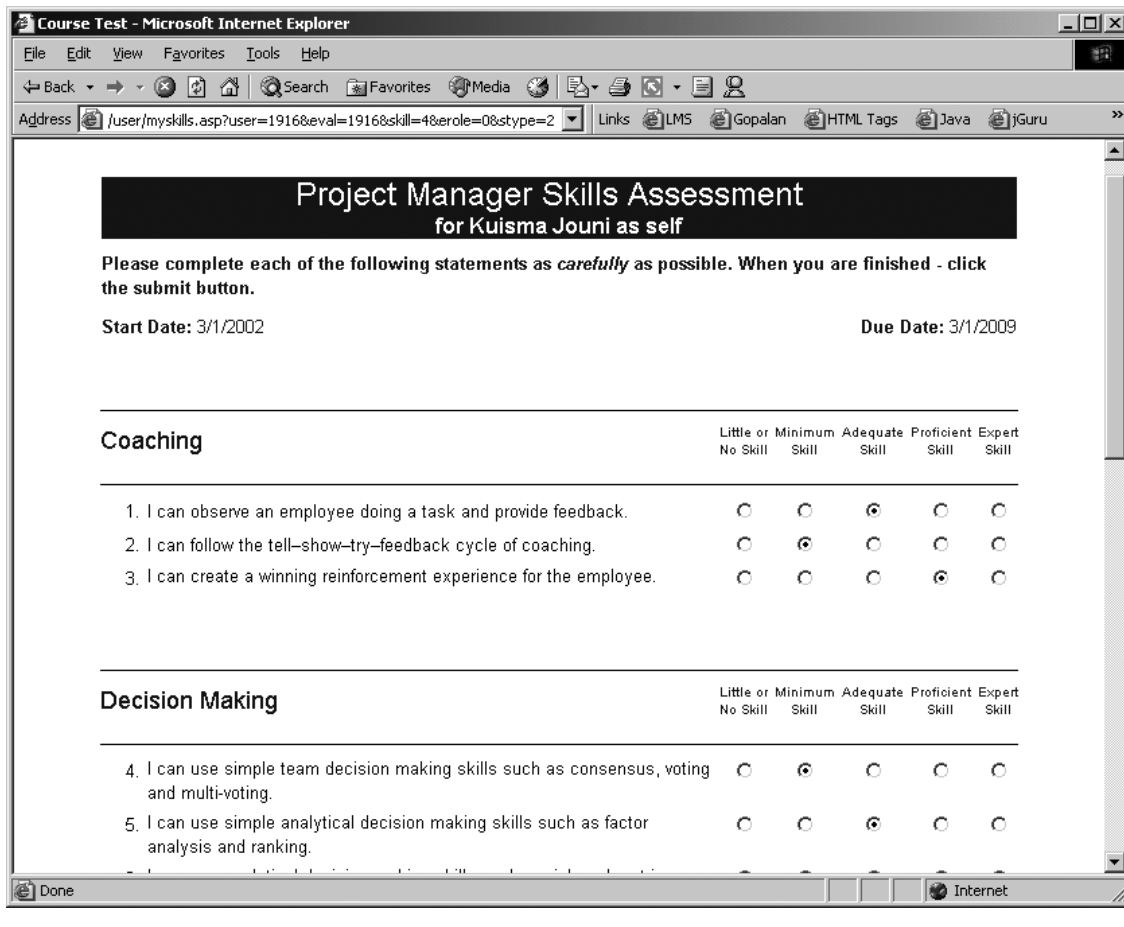 Course Test - Microsoft Internet Explorer
File Edit View Favorites Tools Help
Back Search Favorites Media
Address /user/myskills.asp?user=1916&eval=1916&skill=4&erole=0&stype=2 Links LMS Gopalan HTML Tags Java jGuru »
Project Manager Skills Assessment
for Kuisma Jouni as self
Please complete each of the following statements as carefully as possible. When you are finished - click
the submit button.
Start Date: 3/1/2002 Due Date: 3/1/2009
Coaching
Little or Minimum Adequate Proficient Expert
No Skill Skill Skill Skill Skill
1. I can observe an employee doing a task and provide feedback.
2. I can follow the tell–show–try–feedback cycle of coaching.
3. I can create a winning reinforcement experience for the employee.
Decision Making
Little or Minimum Adequate Proficient Expert
No Skill Skill Skill Skill Skill
4. I can use simple team decision making skills such as consensus, voting
and multi-voting.
5. I can use simple analytical decision making skills such as factor
analysis and ranking.
Done Internet